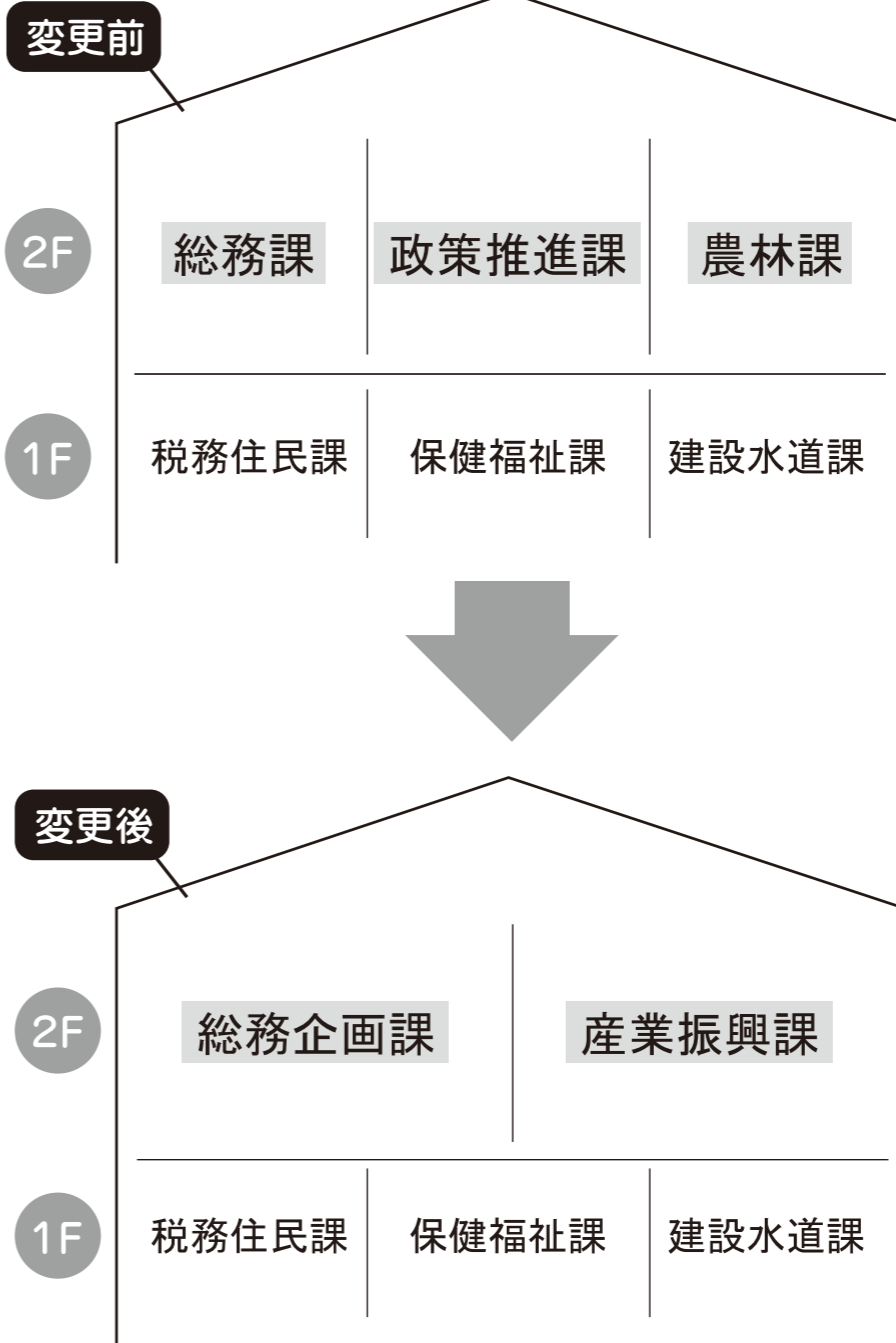 変更前
2F
総務課 政策推進課 農林課
1F
税務住民課 保健福祉課 建設水道課
変更後
2F
総務企画課 産業振興課
1F
税務住民課 保健福祉課 建設水道課